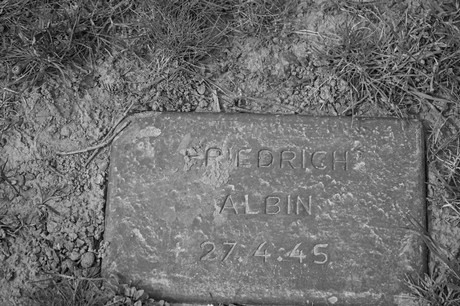 FRIEDRICH
ALBIN
+ 27.4.45